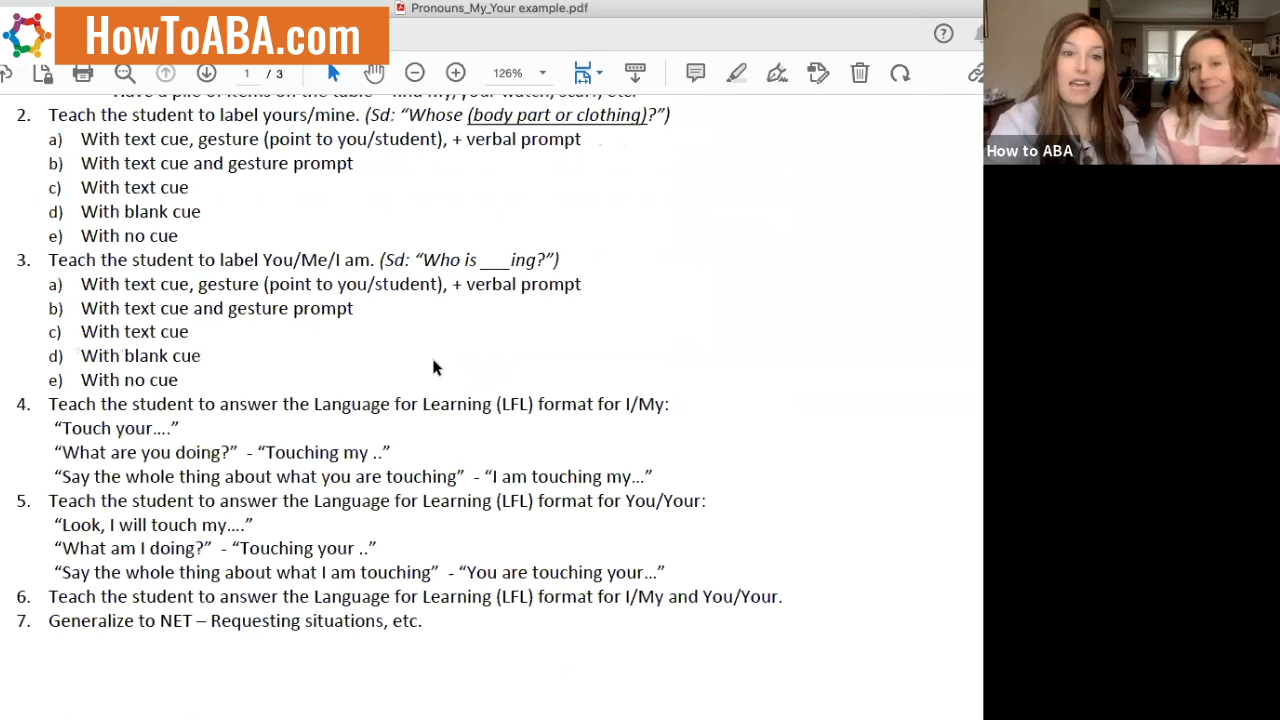 Pronouns_My_Your example.pdf
HowToABA.com
1 / 3
126%
How to ABA
2. Teach the student to label yours/mine. (Sd: “Whose (body part or clothing)?”)
a) With text cue, gesture (point to you/student), + verbal prompt
b) With text cue and gesture prompt
c) With text cue
d) With blank cue
e) With no cue
3. Teach the student to label You/Me/I am. (Sd: “Who is ___ing?”)
a) With text cue, gesture (point to you/student), + verbal prompt
b) With text cue and gesture prompt
c) With text cue
d) With blank cue
e) With no cue
4. Teach the student to answer the Language for Learning (LFL) format for I/My:
“Touch your….”
“What are you doing?” - “Touching my ..”
“Say the whole thing about what you are touching” - “I am touching my…”
5. Teach the student to answer the Language for Learning (LFL) format for You/Your:
“Look, I will touch my….”
“What am I doing?” - “Touching your ..”
“Say the whole thing about what I am touching” - “You are touching your…”
6. Teach the student to answer the Language for Learning (LFL) format for I/My and You/Your.
7. Generalize to NET – Requesting situations, etc.